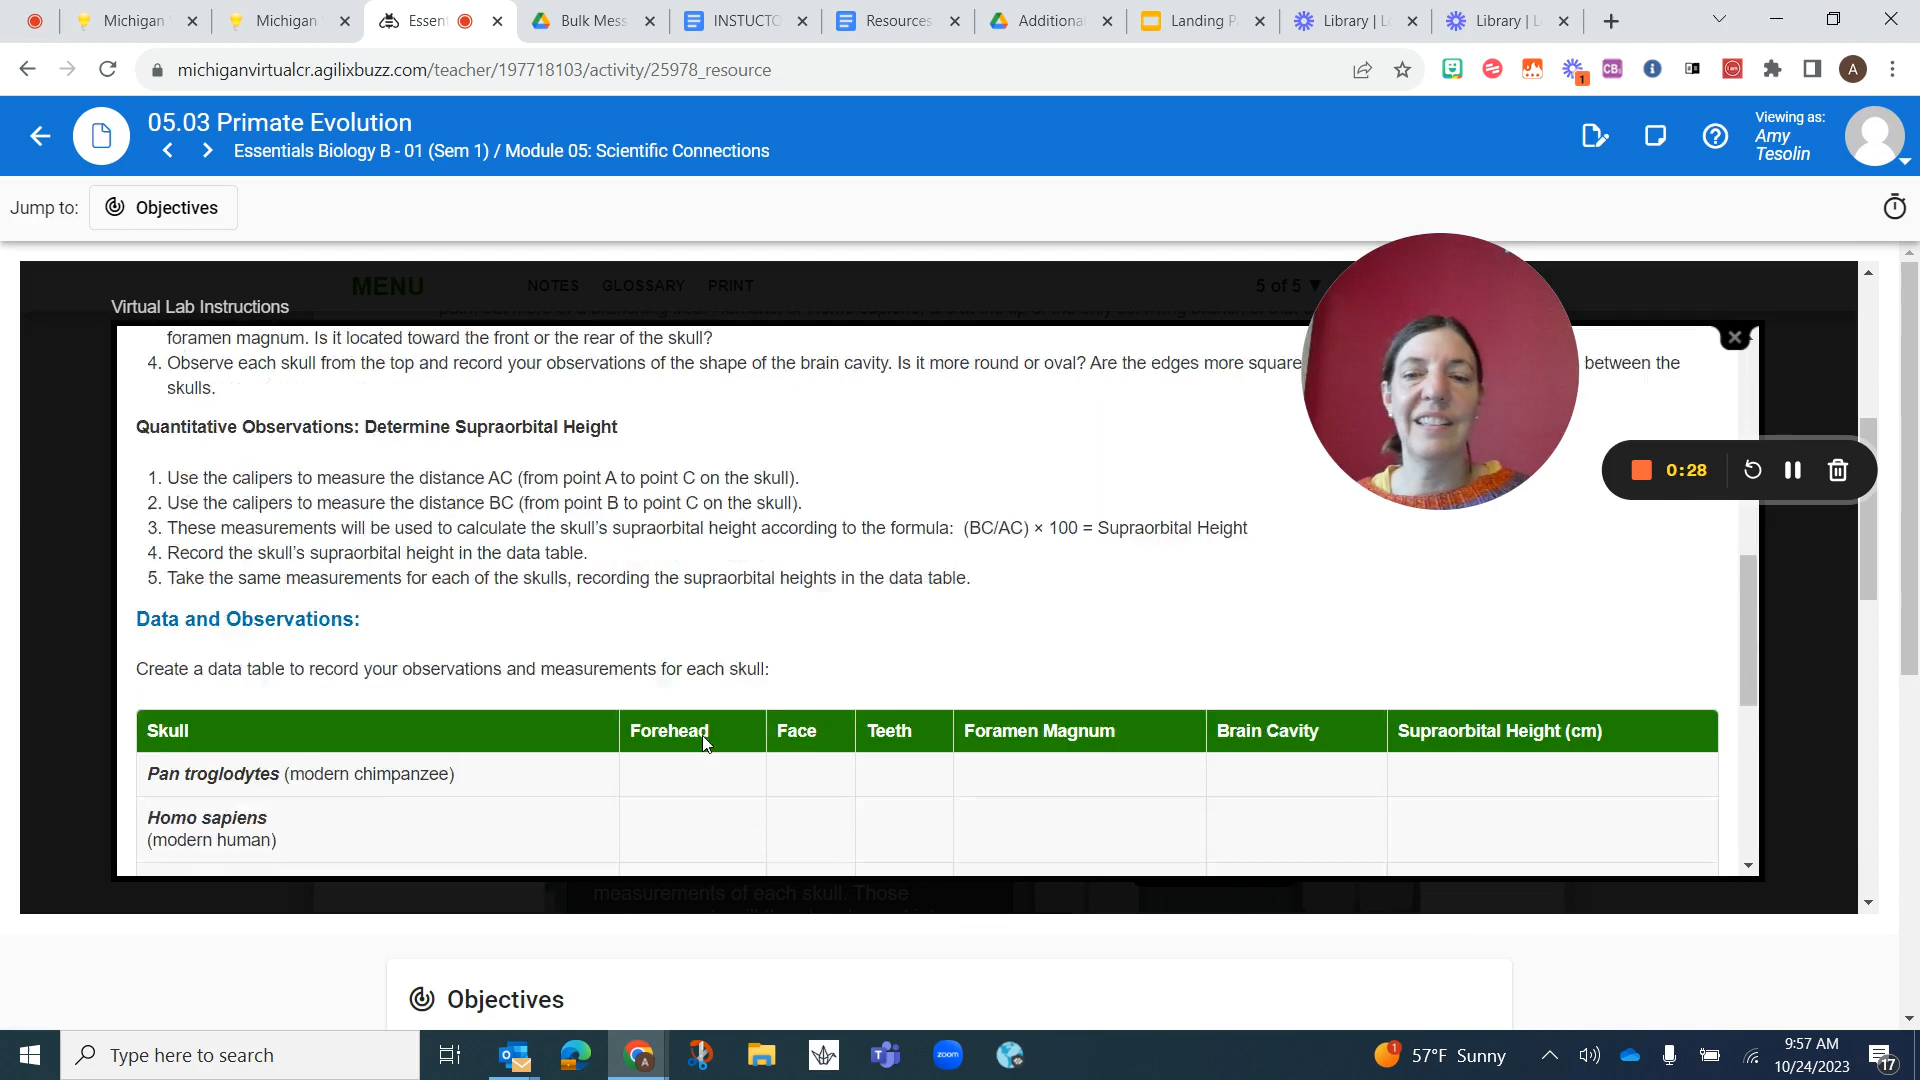 Michigan
Michigan
Essen
Bulk Mess
INSTUCTO
Resources
Additional
Landing P
Library | L
Library | L
michiganvirtualcr.agilixbuzz.com/teacher/197718103/activity/25978_resource
1
CB
A
05.03 Primate Evolution
Essentials Biology B - 01 (Sem 1) / Module 05: Scientific Connections
Viewing as:
Amy
Tesolin
Jump to:
Objectives
MENU
NOTES
GLOSSARY
PRINT
5 of 5
Virtual Lab Instructions
foramen magnum. Is it located toward the front or the rear of the skull?
4. Observe each skull from the top and record your observations of the shape of the brain cavity. Is it more round or oval? Are the edges more square between the
skulls.
Quantitative Observations: Determine Supraorbital Height
1. Use the calipers to measure the distance AC (from point A to point C on the skull).
2. Use the calipers to measure the distance BC (from point B to point C on the skull).
3. These measurements will be used to calculate the skull's supraorbital height according to the formula: (BC/AC) × 100 = Supraorbital Height
4. Record the skull's supraorbital height in the data table.
5. Take the same measurements for each of the skulls, recording the supraorbital heights in the data table.
0:28
Data and Observations:
Create a data table to record your observations and measurements for each skull:
Skull Forehead Face Teeth Foramen Magnum Brain Cavity Supraorbital Height (cm)
Pan troglodytes (modern chimpanzee)
Homo sapiens
(modern human)
measurements of each skull. Those
Objectives
Type here to search
zoom
1
57°F Sunny
9:57 AM
10/24/2023
17